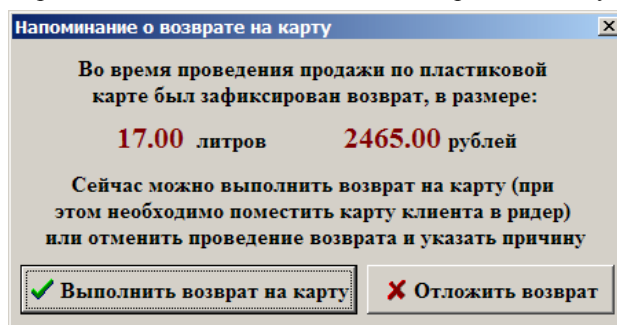 Напоминание о возврате на карту
Во время проведения продажи по пластиковой
карте был зафиксирован возврат, в размере:
17.00 литров 2465.00 рублей
Сейчас можно выполнить возврат на карту (при
этом необходимо поместить карту клиента в ридер)
или отменить проведение возврата и указать причину
Выполнить возврат на карту Отложить возврат